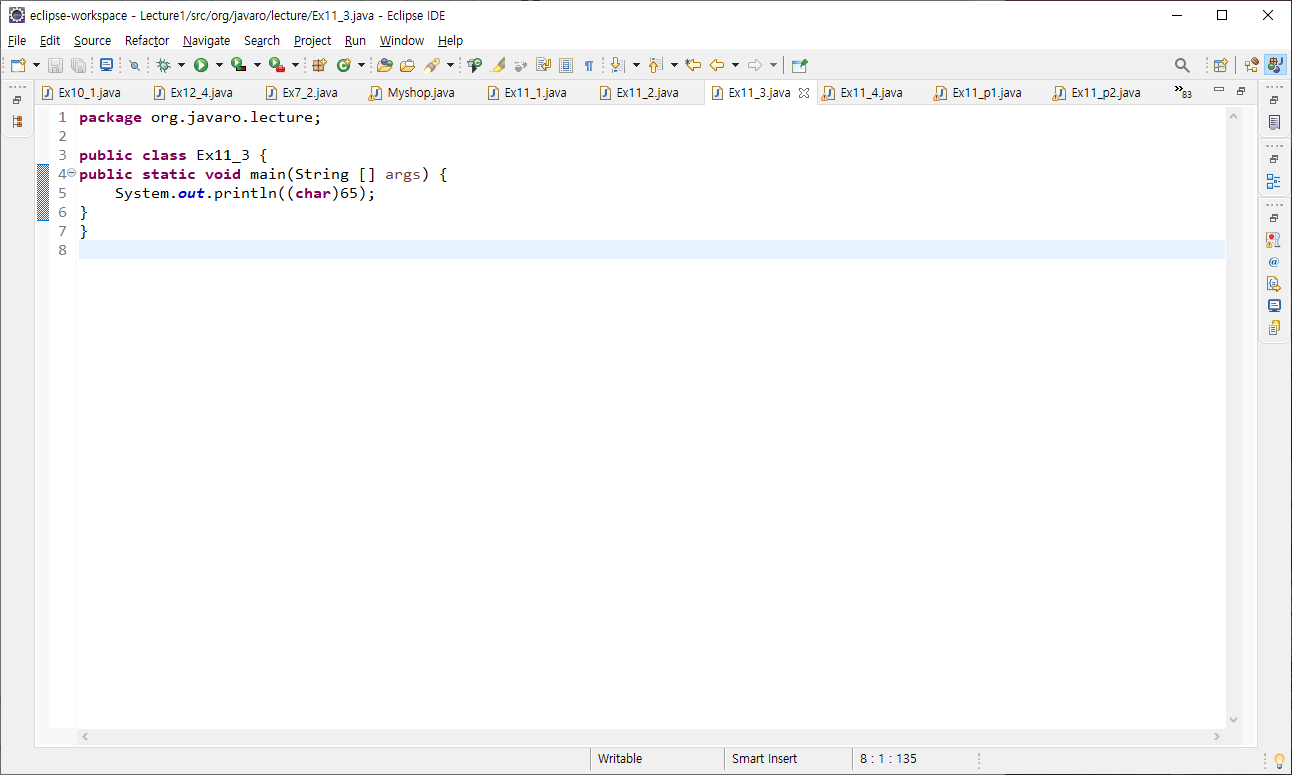 eclipse-workspace - Lecture1/src/org/javaro/lecture/Ex11_3.java - Eclipse IDE
File Edit Source Refactor Navigate Search Project Run Window Help
Ex10_1.java Ex12_4.java Ex7_2.java Myshop.java Ex11_1.java Ex11_2.java Ex11_3.java Ex11_4.java Ex11_p1.java Ex11_p2.java »83
1 package org.javaro.lecture;
2
3 public class Ex11_3 {
4 public static void main(String [] args) {
5 System.out.println((char)65);
6 }
7 }
8
Writable Smart Insert 8 : 1 : 135